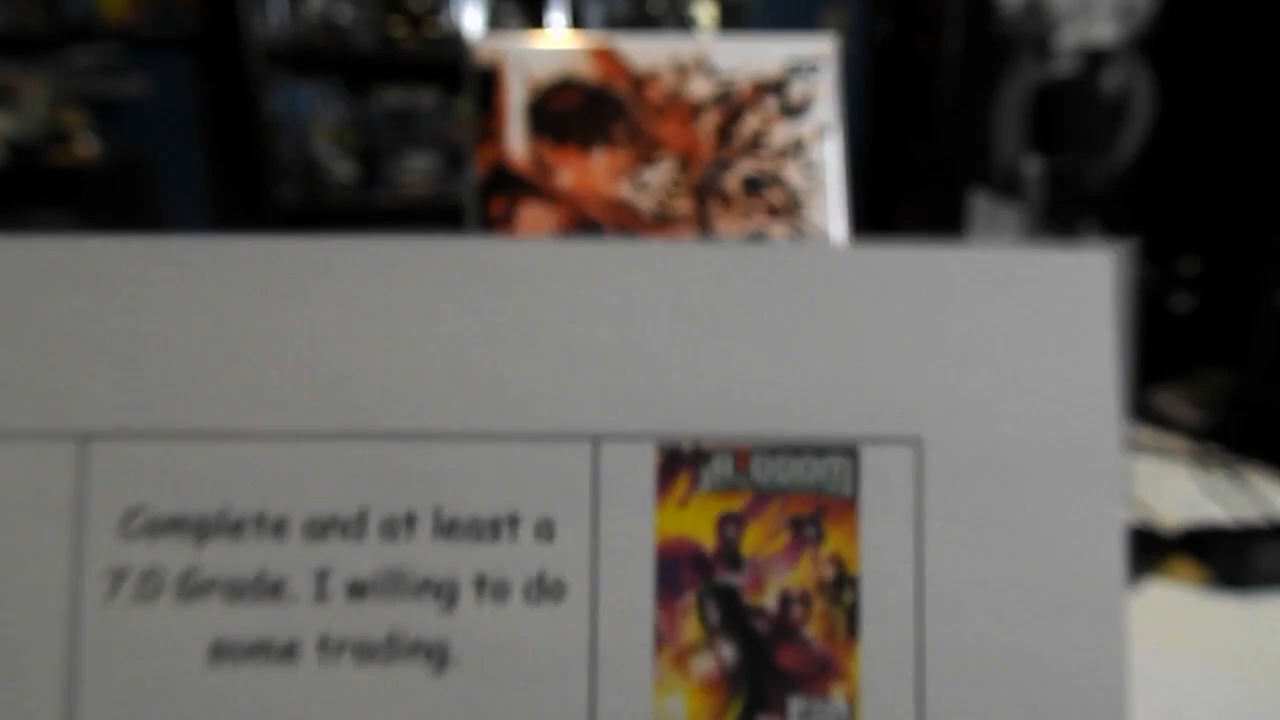 Complete and at least a
7.0 Grade. I willing to do
some trading.